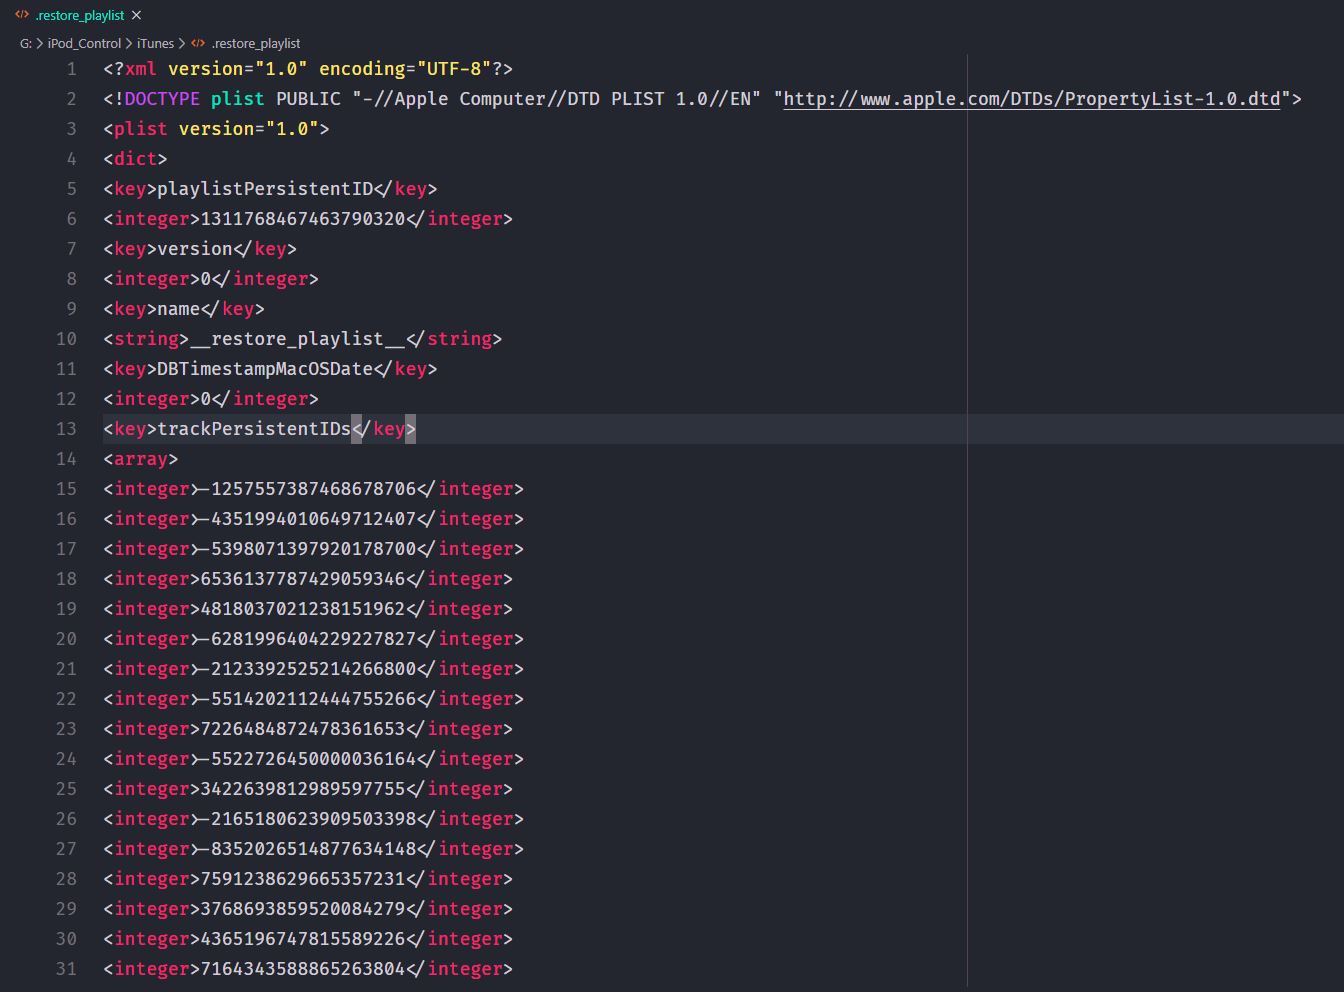 .restore_playlist
G: > iPod_Control > iTunes > .restore_playlist
1 <?xml version="1.0" encoding="UTF-8"?>
2 <!DOCTYPE plist PUBLIC "-//Apple Computer//DTD PLIST 1.0//EN" "http://www.apple.com/DTDs/PropertyList-1.0.dtd">
3 <plist version="1.0">
4 <dict>
5 <key>playlistPersistentID</key>
6 <integer>1311768467463790320</integer>
7 <key>version</key>
8 <integer>0</integer>
9 <key>name</key>
10 <string>__restore_playlist__</string>
11 <key>DBTimestampMacOSDate</key>
12 <integer>0</integer>
13 <key>trackPersistentIDs</key>
14 <array>
15 <integer>-1257557387468678706</integer>
16 <integer>-4351994010649712407</integer>
17 <integer>-5398071397920178700</integer>
18 <integer>6536137787429059346</integer>
19 <integer>4818037021238151962</integer>
20 <integer>-6281996404229227827</integer>
21 <integer>-2123392525214266800</integer>
22 <integer>-5514202112444755266</integer>
23 <integer>7226484872478361653</integer>
24 <integer>-5522726450000036164</integer>
25 <integer>3422639812989597755</integer>
26 <integer>-2165180623909503398</integer>
27 <integer>-8352026514877634148</integer>
28 <integer>7591238629665357231</integer>
29 <integer>3768693859520084279</integer>
30 <integer>4365196747815589226</integer>
31 <integer>7164343588865263804</integer>